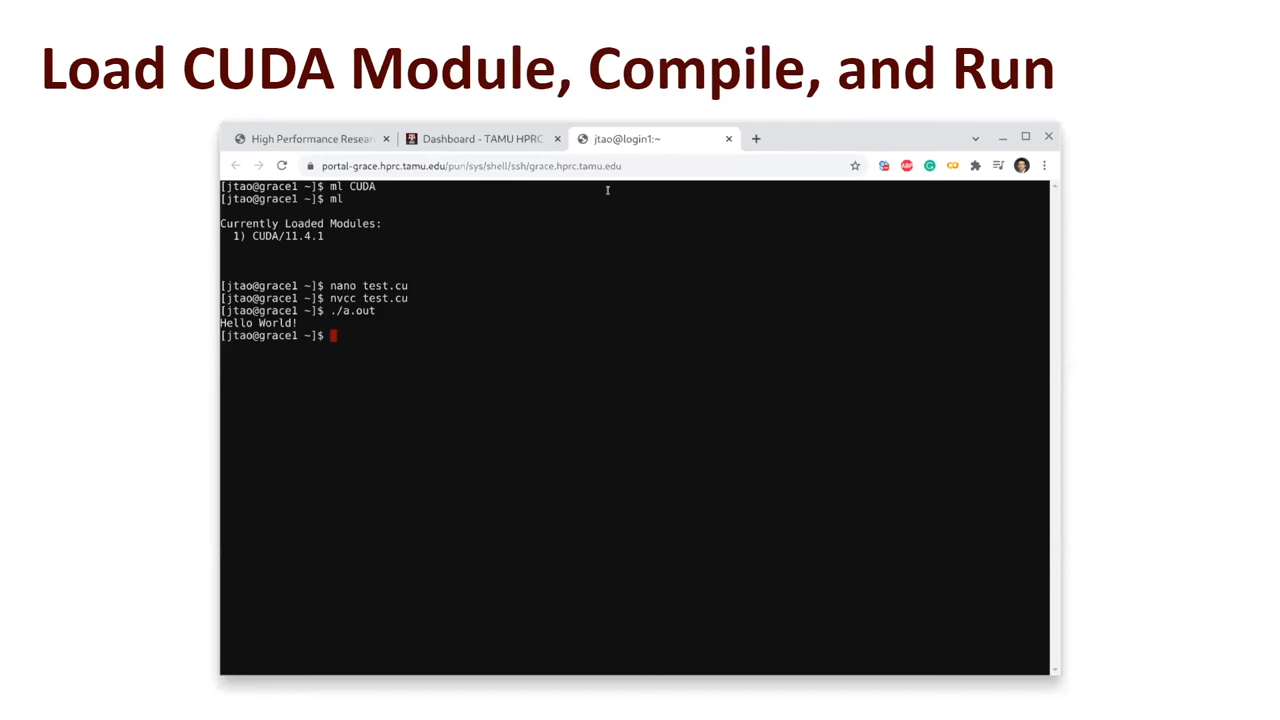 Load CUDA Module, Compile, and Run
High Performance Resear
Dashboard - TAMU HPRC
jtao@login1:~
portal-grace.hprc.tamu.edu/pun/sys/shell/ssh/grace.hprc.tamu.edu
ABP
[jtao@grace1 ~]$ ml CUDA
[jtao@grace1 ~]$ ml
Currently Loaded Modules:
1) CUDA/11.4.1
[jtao@grace1 ~]$ nano test.cu
[jtao@grace1 ~]$ nvcc test.cu
[jtao@grace1 ~]$ ./a.out
Hello World!
[jtao@grace1 ~]$